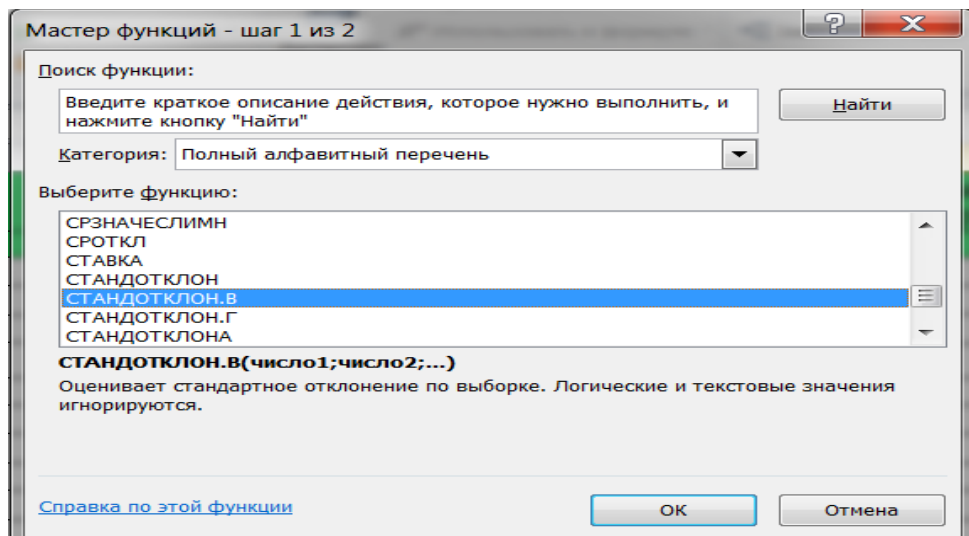 Мастер функций - шаг 1 из 2
Поиск функции:
Введите краткое описание действия, которое нужно выполнить, и
нажмите кнопку "Найти"
Найти
Категория: Полный алфавитный перечень
Выберите функцию:
СРЗНАЧЕСЛИМН
СРОТКЛ
СТАВКА
СТАНДОТКЛОН
СТАНДОТКЛОН.В
СТАНДОТКЛОН.Г
СТАНДОТКЛОНА
СТАНДОТКЛОН.В(число1;число2;...)
Оценивает стандартное отклонение по выборке. Логические и текстовые значения
игнорируются.
Справка по этой функции
ОК
Отмена